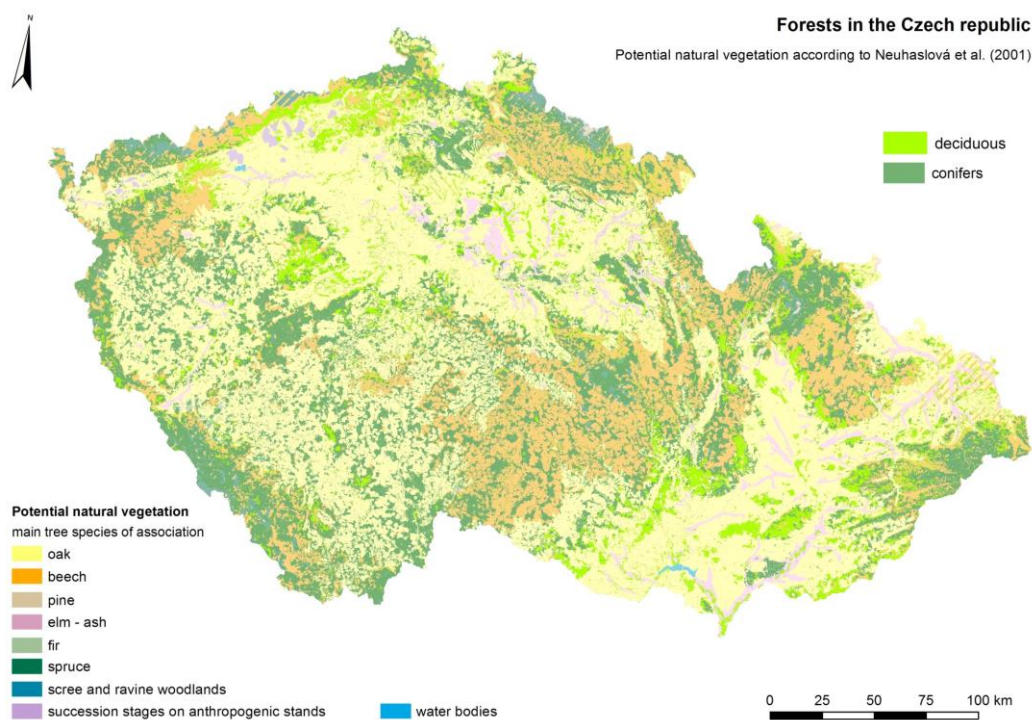 N
Forests in the Czech republic
Potential natural vegetation according to Neuhaslová et al. (2001)
deciduous
conifers
Potential natural vegetation
main tree species of association
oak
beech
pine
elm - ash
fir
spruce
scree and ravine woodlands
succession stages on anthropogenic stands
water bodies
0 25 50 75 100 km